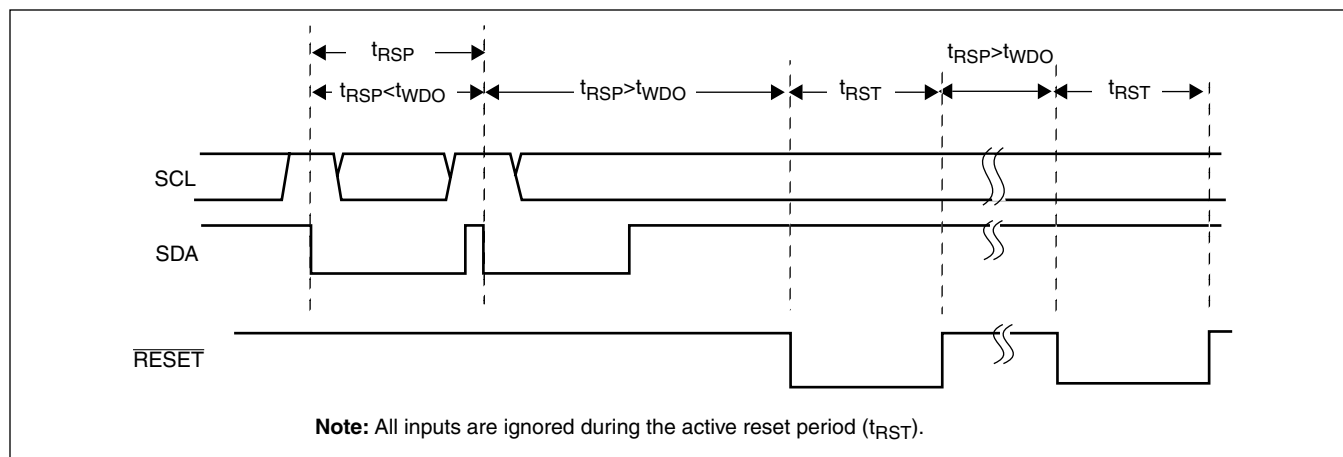 tRSP
tRSP>tWDO
tRSP<tWDO
tRSP>tWDO
tRST
tRST
SCL
SDA
RESET
Note: All inputs are ignored during the active reset period (tRST).